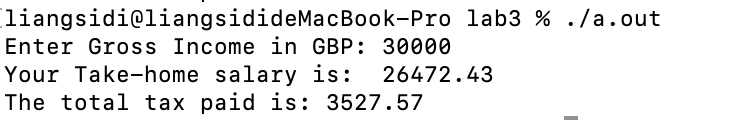 liangsidi@liangsidideMacBook-Pro lab3 % ./a.out
Enter Gross Income in GBP: 30000
Your Take-home salary is:  26472.43
The total tax paid is: 3527.57